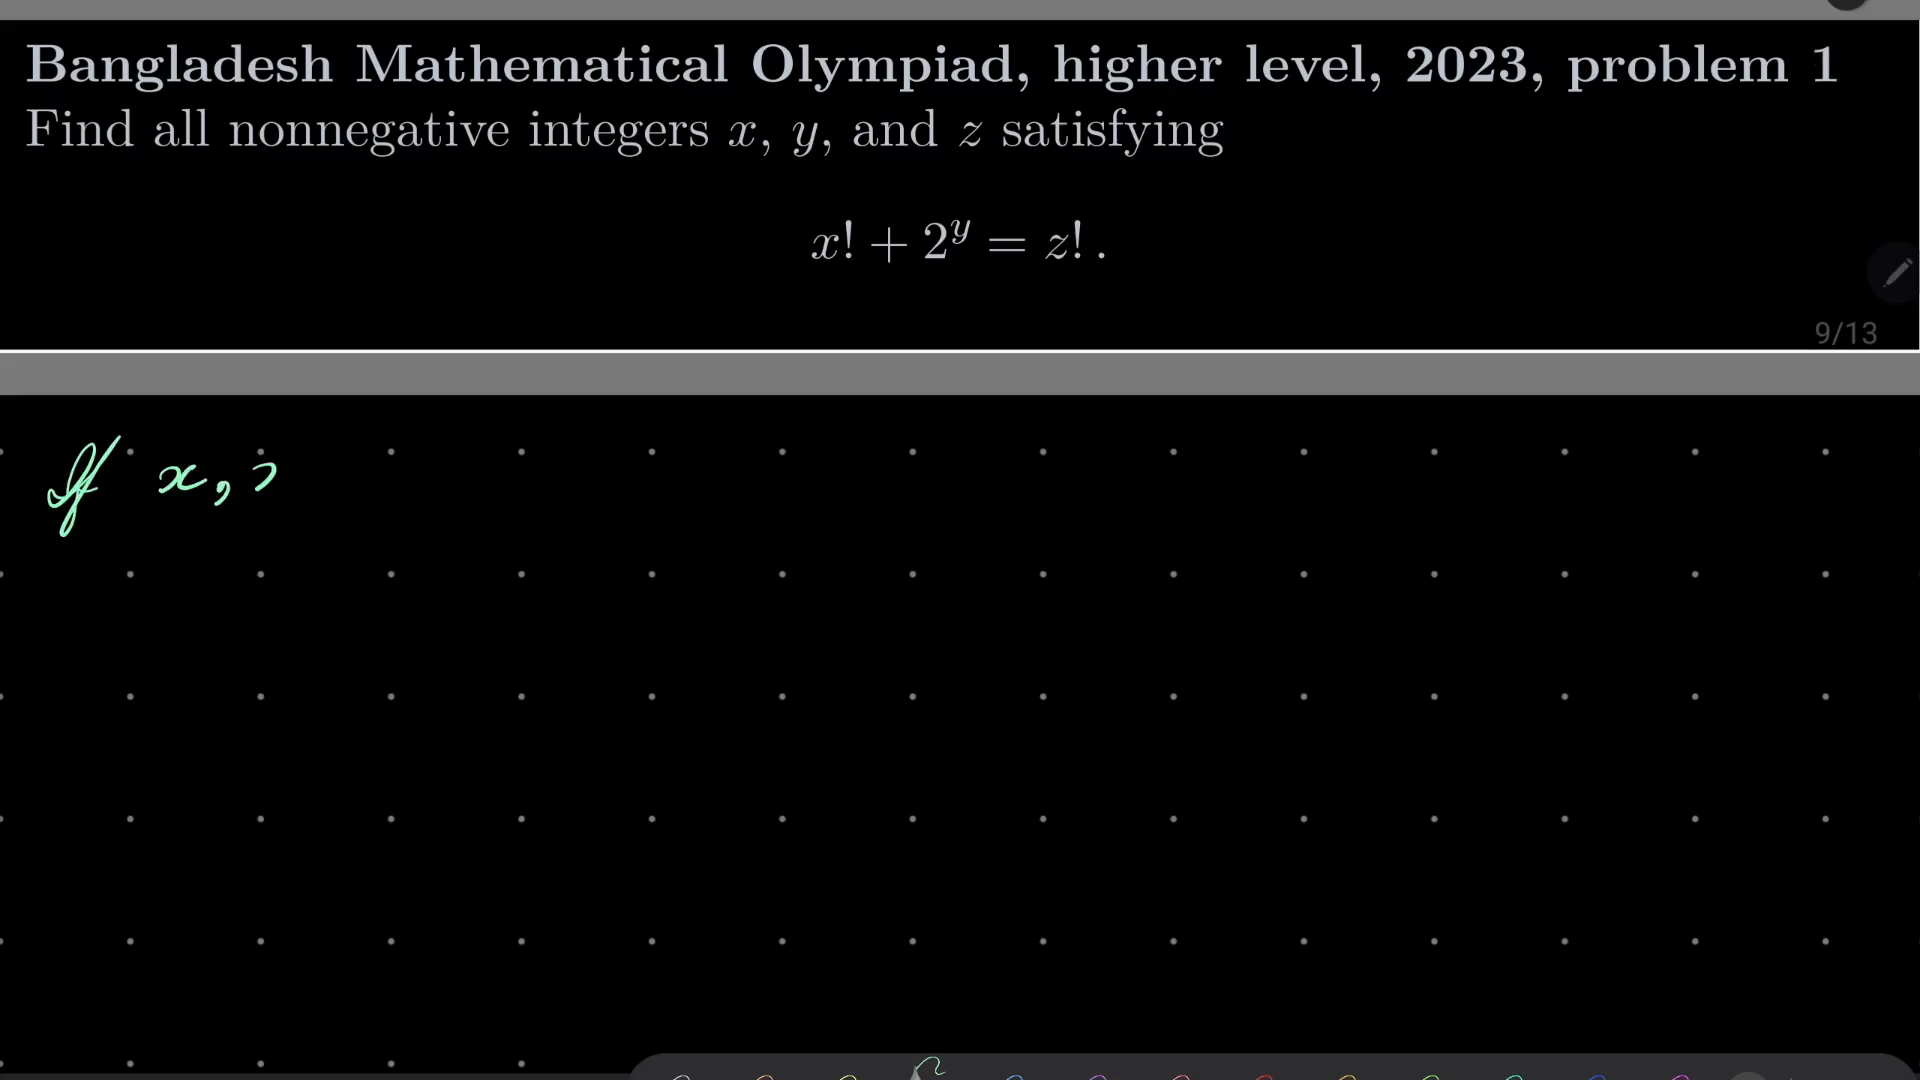 Bangladesh Mathematical Olympiad, higher level, 2023, problem 1
Find all nonnegative integers x, y, and z satisfying
x! + 2^y = z! .
9/13
If x,